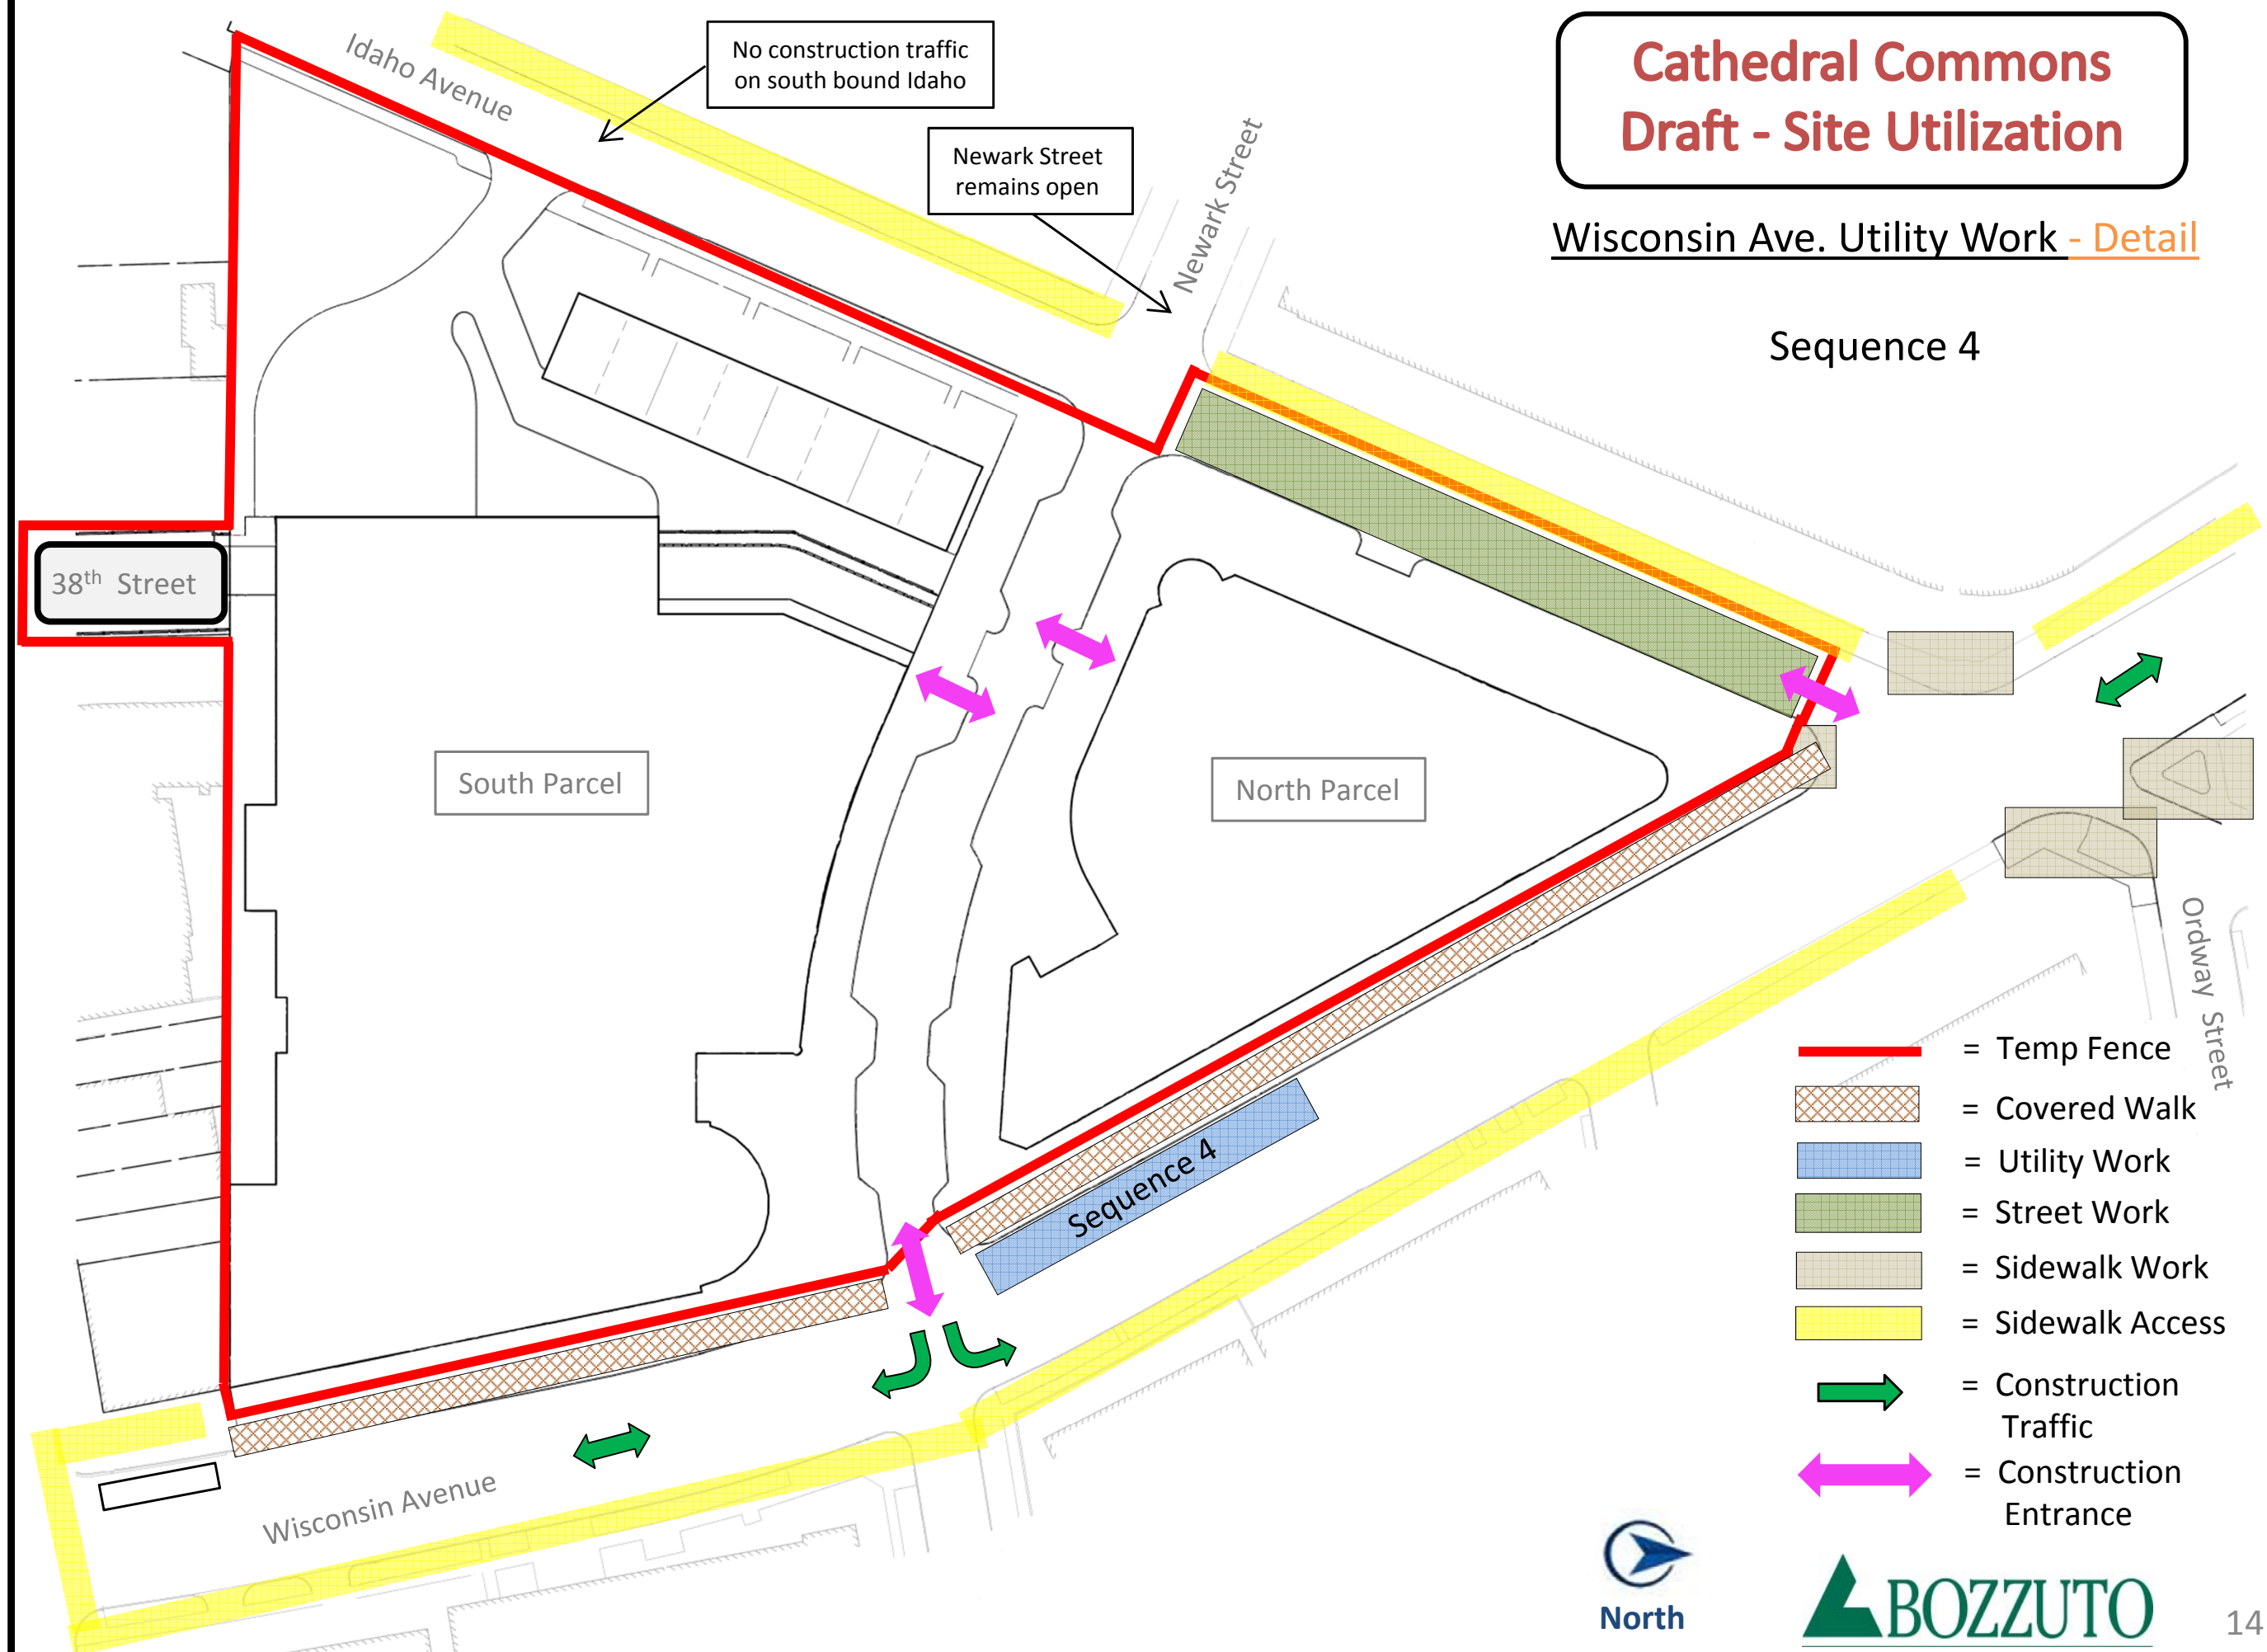 Cathedral Commons
Draft - Site Utilization
Wisconsin Ave. Utility Work - Detail
Sequence 4
Idaho Avenue
No construction traffic
on south bound Idaho
Newark Street
remains open
Newark Street
38th Street
South Parcel
North Parcel
Sequence 4
Ordway Street
Wisconsin Avenue
= Temp Fence
= Covered Walk
= Utility Work
= Street Work
= Sidewalk Work
= Sidewalk Access
= Construction
Traffic
= Construction
Entrance
North
BOZZUTO
14